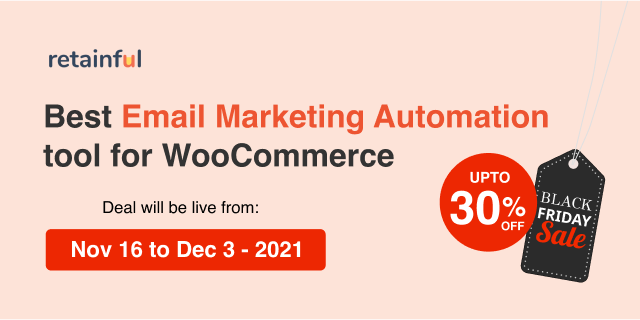 retainful
Best Email Marketing Automation
tool for WooCommerce
Deal will be live from:
Nov 16 to Dec 3 - 2021
UPTO
30%
OFF
BLACK
FRIDAY
Sale